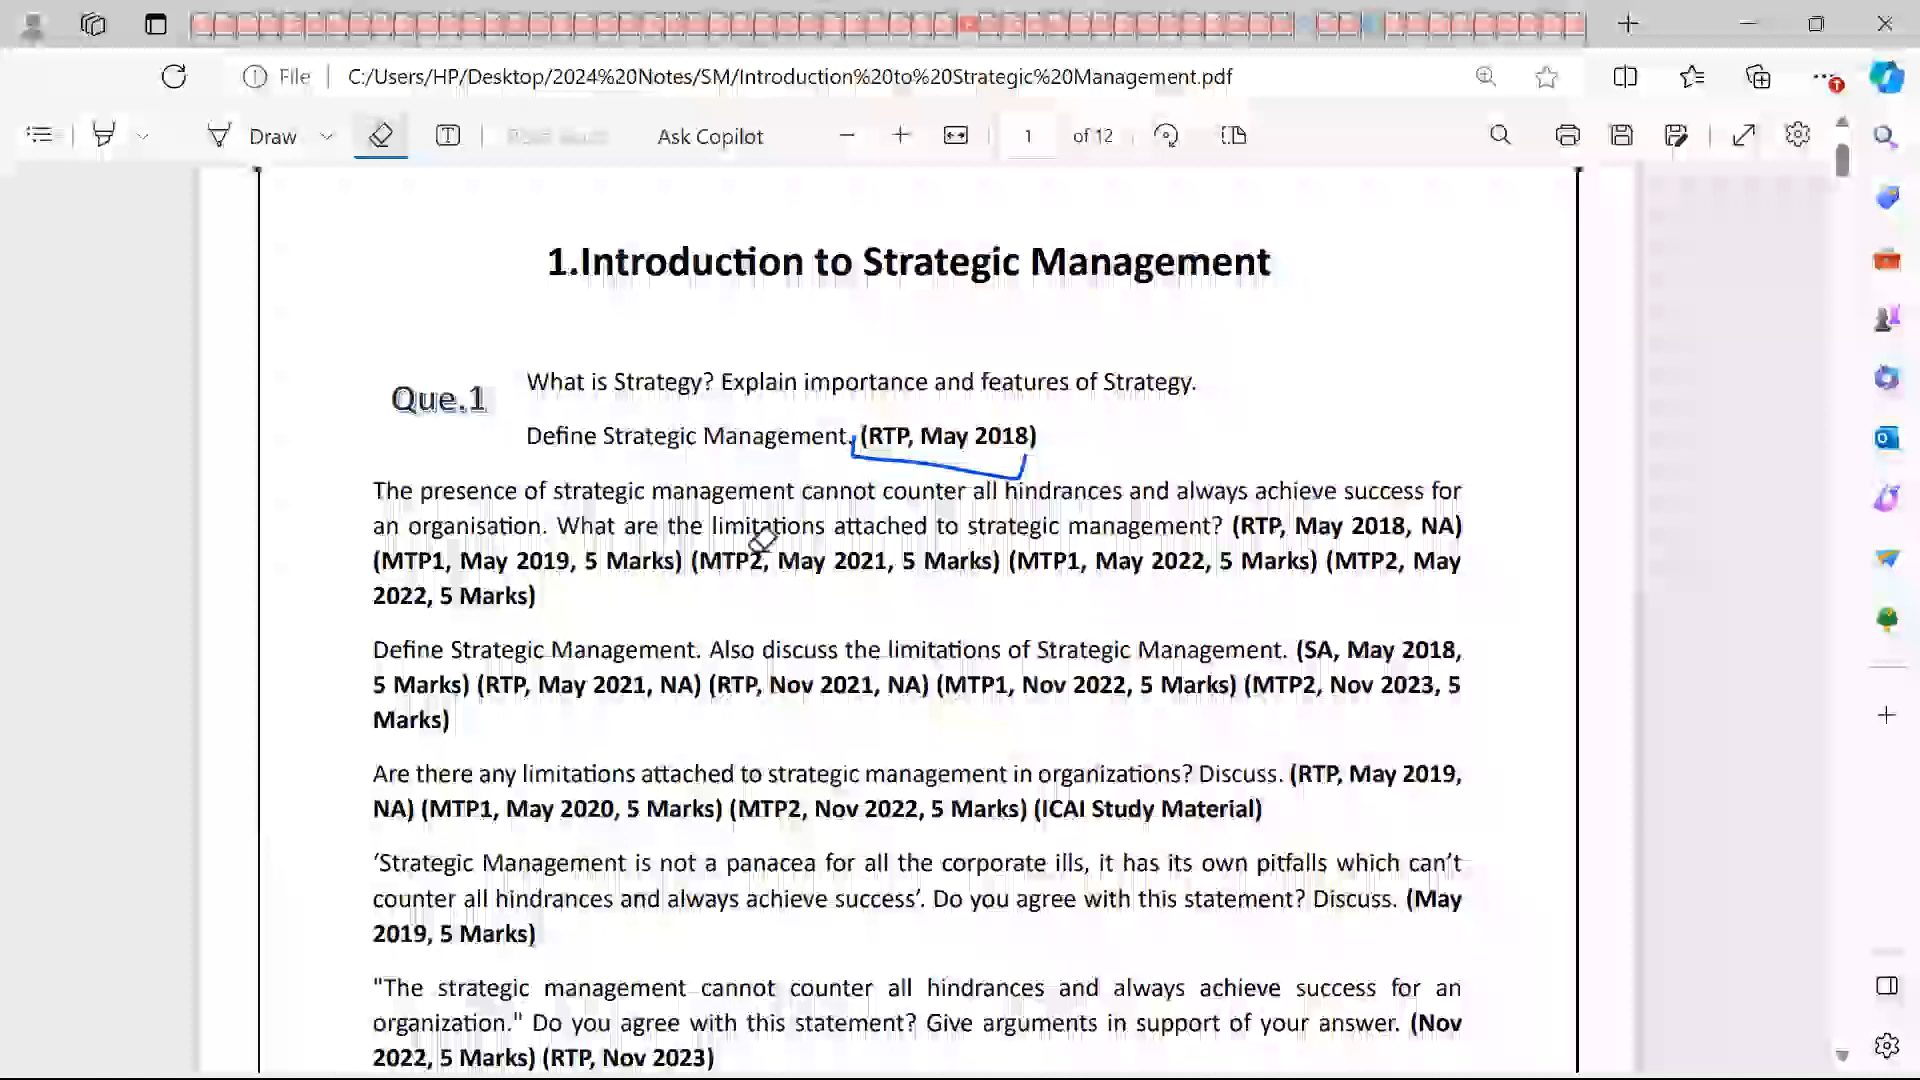 File
C:/Users/HP/Desktop/2024%20Notes/SM/Introduction%20to%20Strategic%20Management.pdf
Draw
Ask Copilot
1
of 12
1.Introduction to Strategic Management
Que.1
What is Strategy? Explain importance and features of Strategy.
Define Strategic Management. (RTP, May 2018)
The presence of strategic management cannot counter all hindrances and always achieve success for
an organisation. What are the limitations attached to strategic management? (RTP, May 2018, NA)
(MTP1, May 2019, 5 Marks) (MTP2, May 2021, 5 Marks) (MTP1, May 2022, 5 Marks) (MTP2, May
2022, 5 Marks)
Define Strategic Management. Also discuss the limitations of Strategic Management. (SA, May 2018,
5 Marks) (RTP, May 2021, NA) (RTP, Nov 2021, NA) (MTP1, Nov 2022, 5 Marks) (MTP2, Nov 2023, 5
Marks)
Are there any limitations attached to strategic management in organizations? Discuss. (RTP, May 2019,
NA) (MTP1, May 2020, 5 Marks) (MTP2, Nov 2022, 5 Marks) (ICAI Study Material)
‘Strategic Management is not a panacea for all the corporate ills, it has its own pitfalls which can’t
counter all hindrances and always achieve success’. Do you agree with this statement? Discuss. (May
2019, 5 Marks)
"The strategic management cannot counter all hindrances and always achieve success for an
organization." Do you agree with this statement? Give arguments in support of your answer. (Nov
2022, 5 Marks) (RTP, Nov 2023)